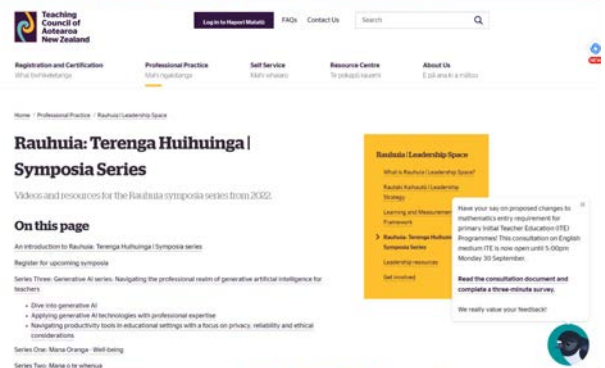 Teaching
Council of
Aotearoa
New Zealand
Log in to Hapori Matatū
FAQs
Contact Us
Search
Registration and Certification
Professional Practice
Self Service
Resource Centre
About Us
NEW
Home / Professional Practice / Rauhuia | Leadership Space
Rauhuia: Terenga Huihuinga |
Symposia Series
Videos and resources for the Rauhuia symposia series from 2022.
On this page
An introduction to Rauhuia: Terenga Huihuinga | Symposia series
Register for upcoming symposia
Series Three: Generative AI series: Navigating the professional realm of generative artificial intelligence for
teachers
Dive into generative AI
Applying generative AI technologies with professional expertise
Navigating productivity tools in educational settings with a focus on privacy, reliability and ethical
considerations
Series One: Mana Oranga - Well-being
Series Two: Mana o te whenua
Rauhuia | Leadership Space
What is Rauhuia | Leadership Space?
Rautaki Kaihautū | Leadership
Strategy
Learning and Measurement
Framework
Rauhuia: Terenga
Symposia Series
Leadership resources
Get involved
Have your say on proposed changes to
mathematics entry requirement for
primary Initial Teacher Education (ITE)
Programmes! This consultation on English
medium ITE is now open until 5:00pm
Monday 30 September.
Read the consultation document and
complete a three-minute survey.
We really value your feedback!